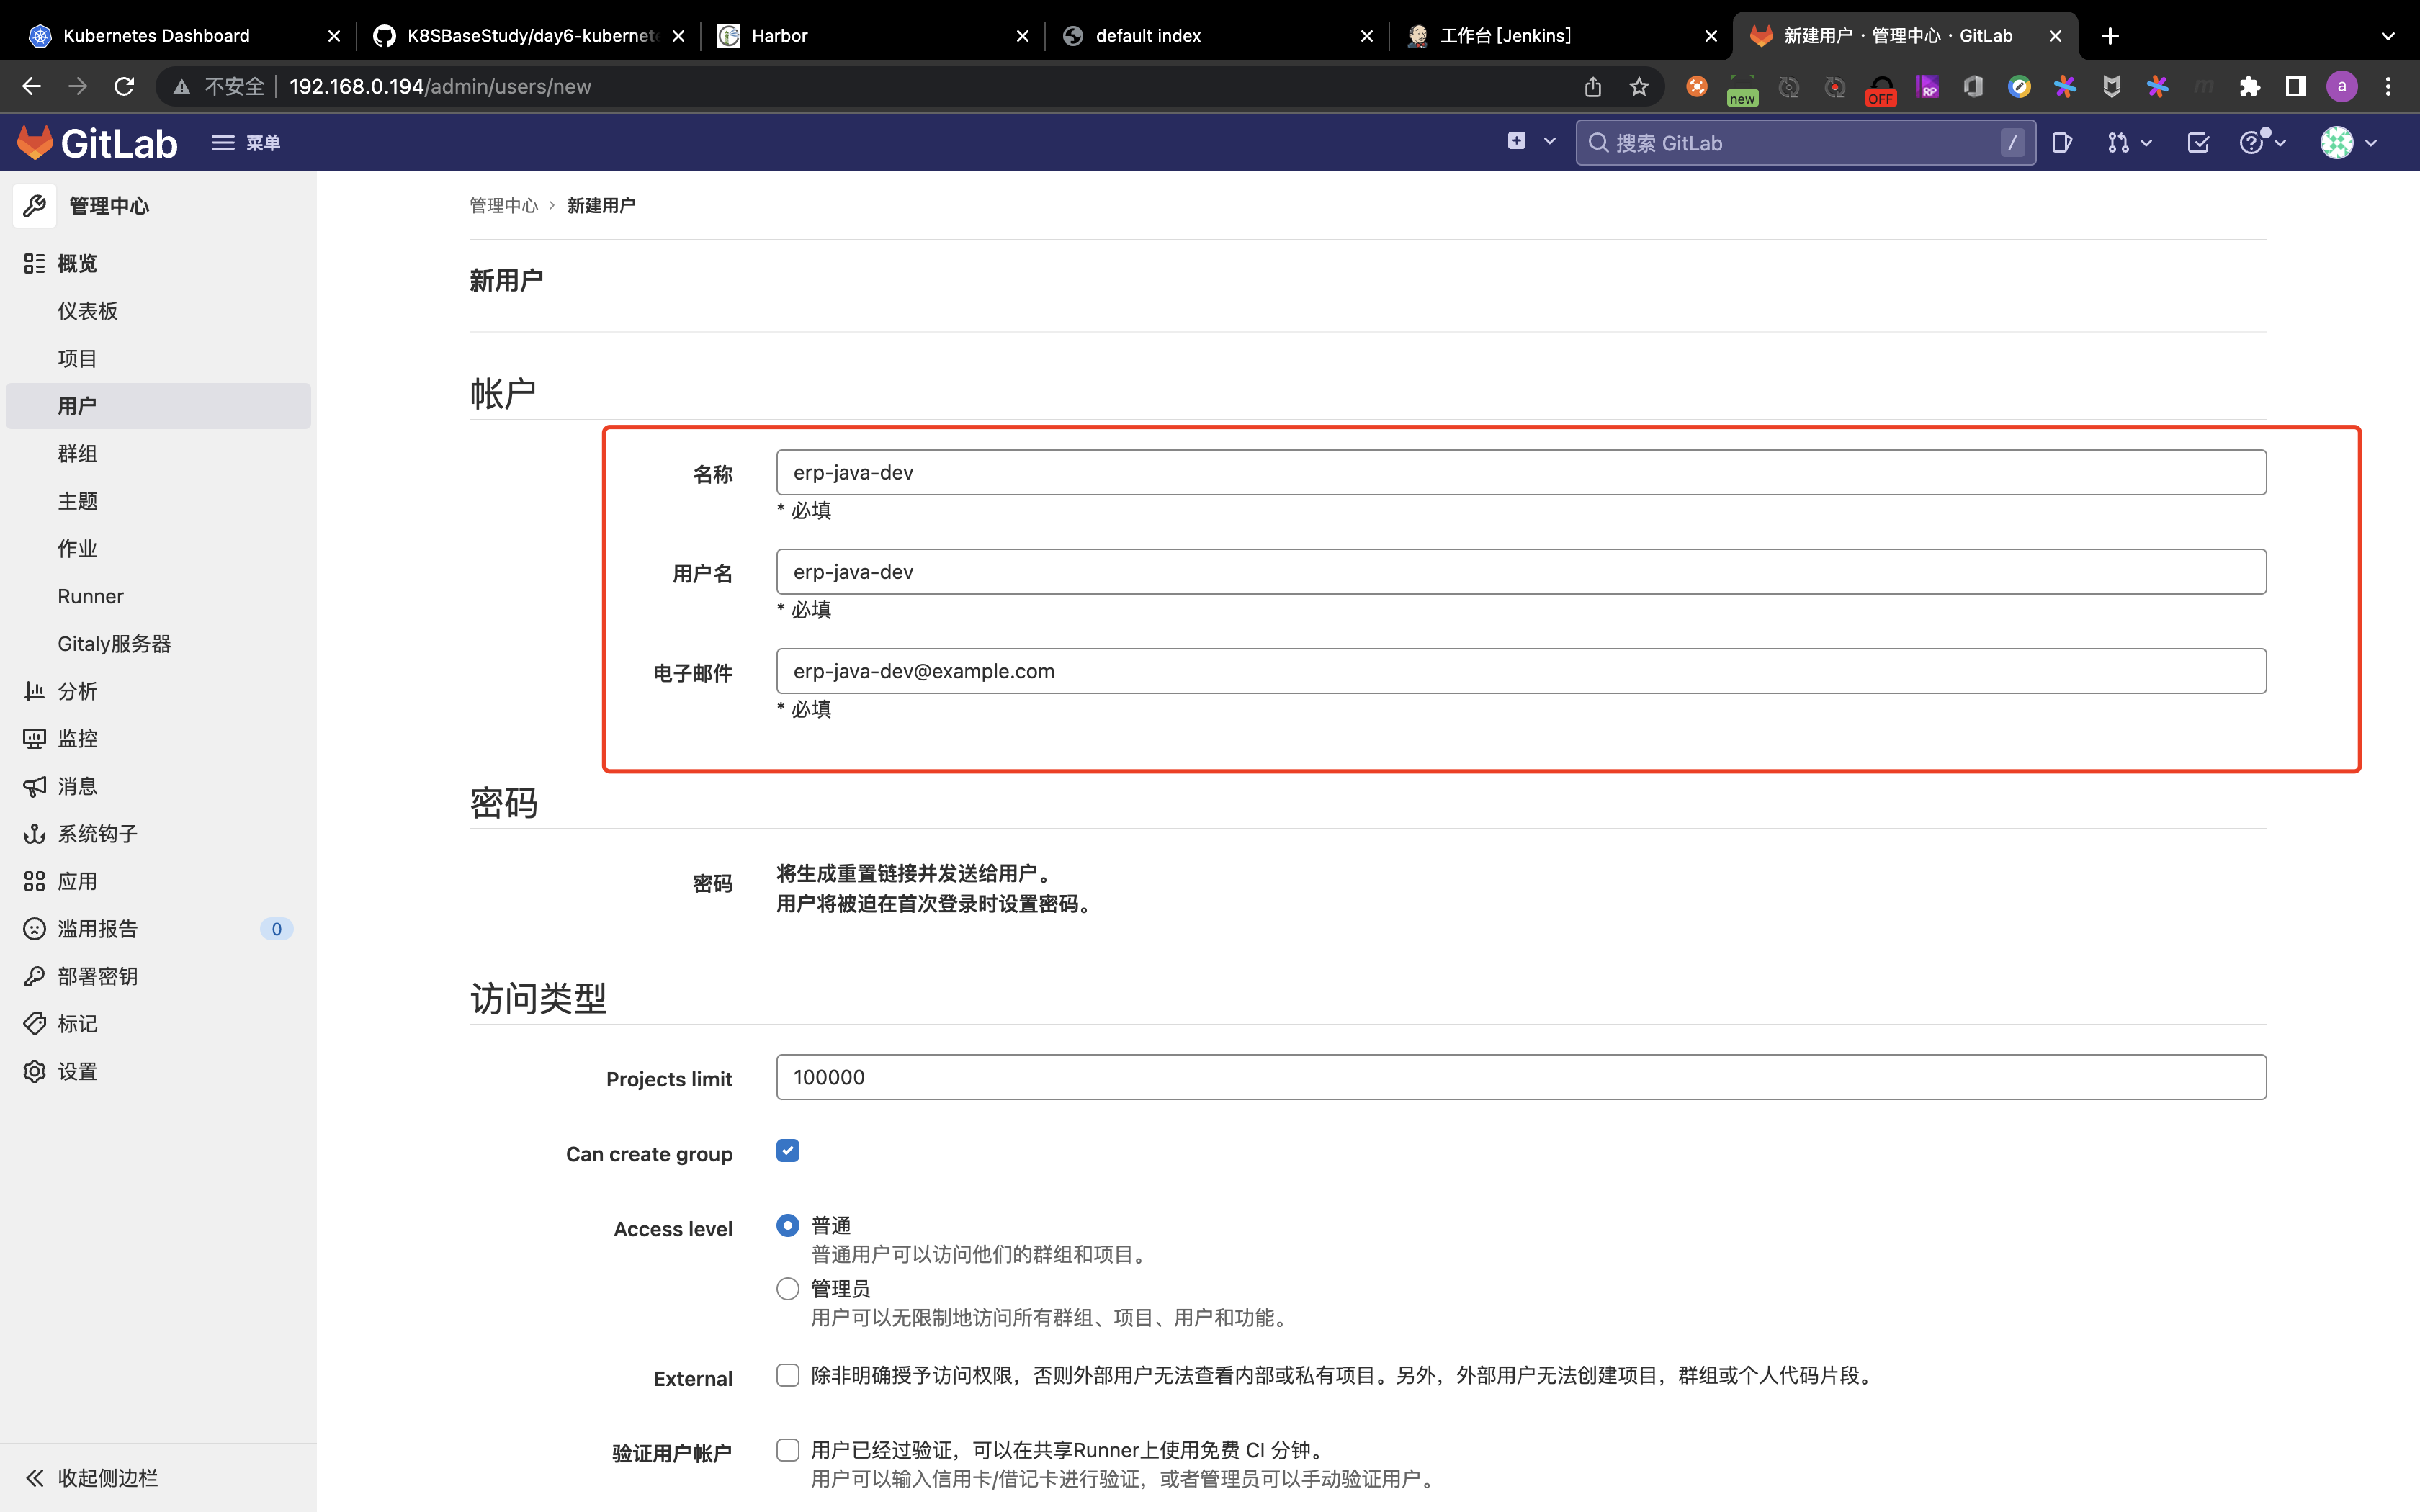 Kubernetes Dashboard
K8SBaseStudy/day6-kubernete
Harbor
default index
工作台 [Jenkins]
新建用户 · 管理中心 · GitLab
不安全 192.168.0.194/admin/users/new
new
OFF
RP
a
GitLab
菜单
搜索 GitLab
/
管理中心
概览
仪表板
项目
用户
群组
主题
作业
Runner
Gitaly服务器
分析
监控
消息
系统钩子
应用
滥用报告 0
部署密钥
标记
设置
收起侧边栏
管理中心 › 新建用户
新用户
帐户
名称 erp-java-dev
* 必填
用户名 erp-java-dev
* 必填
电子邮件 erp-java-dev@example.com
* 必填
密码
密码 将生成重置链接并发送给用户。
用户将被迫在首次登录时设置密码。
访问类型
Projects limit 100000
Can create group
Access level 普通
普通用户可以访问他们的群组和项目。
管理员
用户可以无限制地访问所有群组、项目、用户和功能。
External 除非明确授予访问权限，否则外部用户无法查看内部或私有项目。另外，外部用户无法创建项目，群组或个人代码片段。
验证用户帐户 用户已经过验证，可以在共享Runner上使用免费 CI 分钟。
用户可以输入信用卡/借记卡进行验证，或者管理员可以手动验证用户。